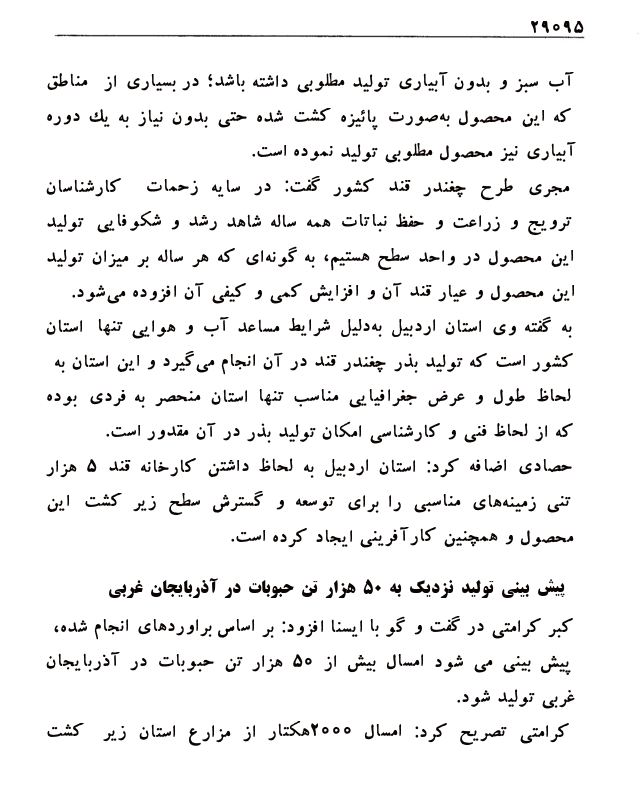 ۲۹۰۹۵
آب سبز و بدون آبیاری تولید مطلوبی داشته باشد؛ در بسیاری از مناطق
که این محصول به‌صورت پائیزه کشت شده حتی بدون نیاز به یك دوره
آبیاری نیز محصول مطلوبی تولید نموده است.
مجری طرح چغندر قند کشور گفت: در سایه زحمات کارشناسان
ترویج و زراعت و حفظ نباتات همه ساله شاهد رشد و شکوفایی تولید
این محصول در واحد سطح هستیم، به گونه‌ای که هر ساله بر میزان تولید
این محصول و عیار قند آن و افزایش کمی و کیفی آن افزوده می‌شود.
به گفته وی استان اردبیل به‌دلیل شرایط مساعد آب و هوایی تنها استان
کشور است که تولید بذر چغندر قند در آن انجام می‌گیرد و این استان به
لحاظ طول و عرض جغرافیایی مناسب تنها استان منحصر به فردی بوده
که از لحاظ فنی و کارشناسی امکان تولید بذر در آن مقدور است.
حصادی اضافه کرد: استان اردبیل به لحاظ داشتن کارخانه قند ۵ هزار
تنی زمینه‌های مناسبی را برای توسعه و گسترش سطح زیر کشت این
محصول و همچنین کارآفرینی ایجاد کرده است.
پیش بینی تولید نزدیک به ۵۰ هزار تن حبوبات در آذربایجان غربی
کبر کرامتی در گفت و گو با ایسنا افزود: بر اساس براوردهای انجام شده،
پیش بینی می شود امسال بیش از ۵۰ هزار تن حبوبات در آذربایجان
غربی تولید شود.
کرامتی تصریح کرد: امسال ۲۰۰۰هکتار از مزارع استان زیر کشت